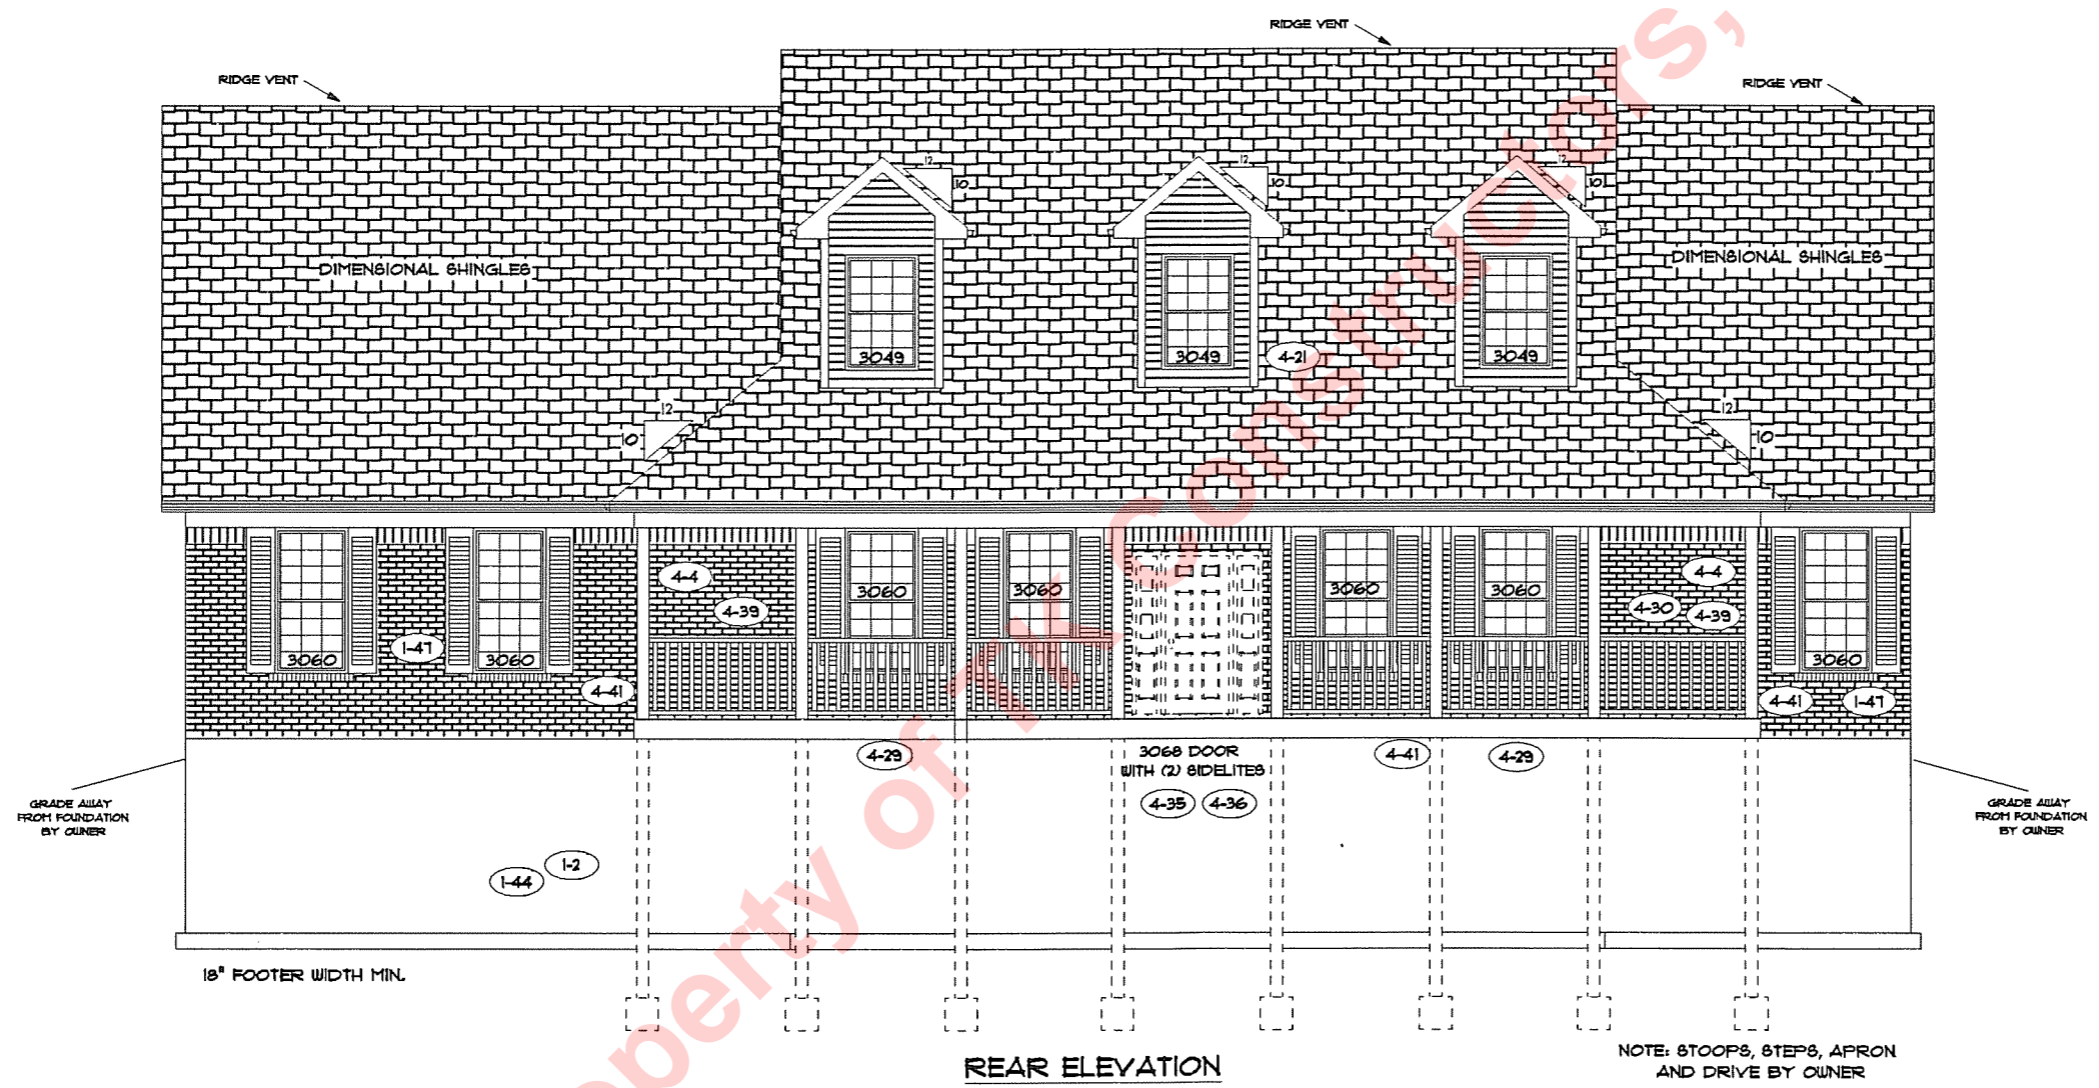 RIDGE VENT
RIDGE VENT
RIDGE VENT
12
10
12
10
12
10
DIMENSIONAL SHINGLES
DIMENSIONAL SHINGLES
3049
3049
4-21
3049
12
10
12
10
4-4
4-39
3060
3060
3060
3060
4-4
4-30
4-39
1-47
3060
3060
3060
4-41
4-41
1-47
4-29
3068 DOOR
WITH (2) SIDELITES
4-35
4-36
4-41
4-29
GRADE AWAY
FROM FOUNDATION
BY OWNER
GRADE AWAY
FROM FOUNDATION
BY OWNER
1-44
1-2
18" FOOTER WIDTH MIN.
REAR ELEVATION
NOTE: STOOPS, STEPS, APRON
AND DRIVE BY OWNER
operty of TK Constructors,